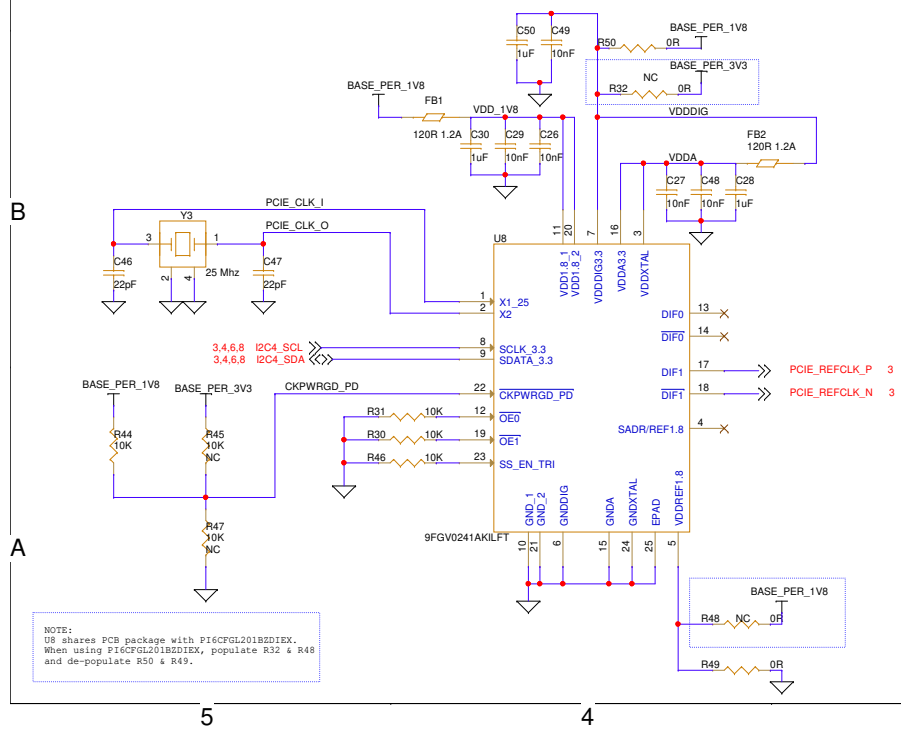 C50
1uF
C49
10nF
R50
0R
BASE_PER_1V8
BASE_PER_3V3
NC
R32
0R
BASE_PER_1V8
FB1
120R 1.2A
VDD_1V8
VDDDIG
C30
1uF
C29
10nF
C26
10nF
FB2
120R 1.2A
VDDA
C27
10nF
C48
10nF
C28
1uF
B
PCIE_CLK_I
PCIE_CLK_O
Y3
3
1
2
4
25 Mhz
C46
22pF
C47
22pF
U8
11
20
7
16
3
VDD1.8_1
VDD1.8_2
VDDDIG3.3
VDDA3.3
VDDXTAL
1
X1_25
2
X2
DIF0
13
DIF0
14
3,4,6,8 I2C4_SCL
8
SCLK_3.3
3,4,6,8 I2C4_SDA
9
SDATA_3.3
DIF1
17
PCIE_REFCLK_P 3
DIF1
18
PCIE_REFCLK_N 3
BASE_PER_1V8
BASE_PER_3V3
CKPWRGD_PD
22
CKPWRGD_PD
R31
10K
12
OE0
R30
10K
19
OE1
R46
10K
23
SS_EN_TRI
SADR/REF1.8
4
R44
10K
R45
10K
NC
R47
10K
NC
GND_1
GND_2
GNDDIG
GNDA
GNDXTAL
EPAD
VDDREF1.8
9FGV0241AKILFT
10
21
6
15
24
25
5
A
BASE_PER_1V8
R48
NC
0R
R49
0R
NOTE:
U8 shares PCB package with PI6CFGL201BZDIEX.
When using PI6CFGL201BZDIEX, populate R32 & R48
and de-populate R50 & R49.
5
4